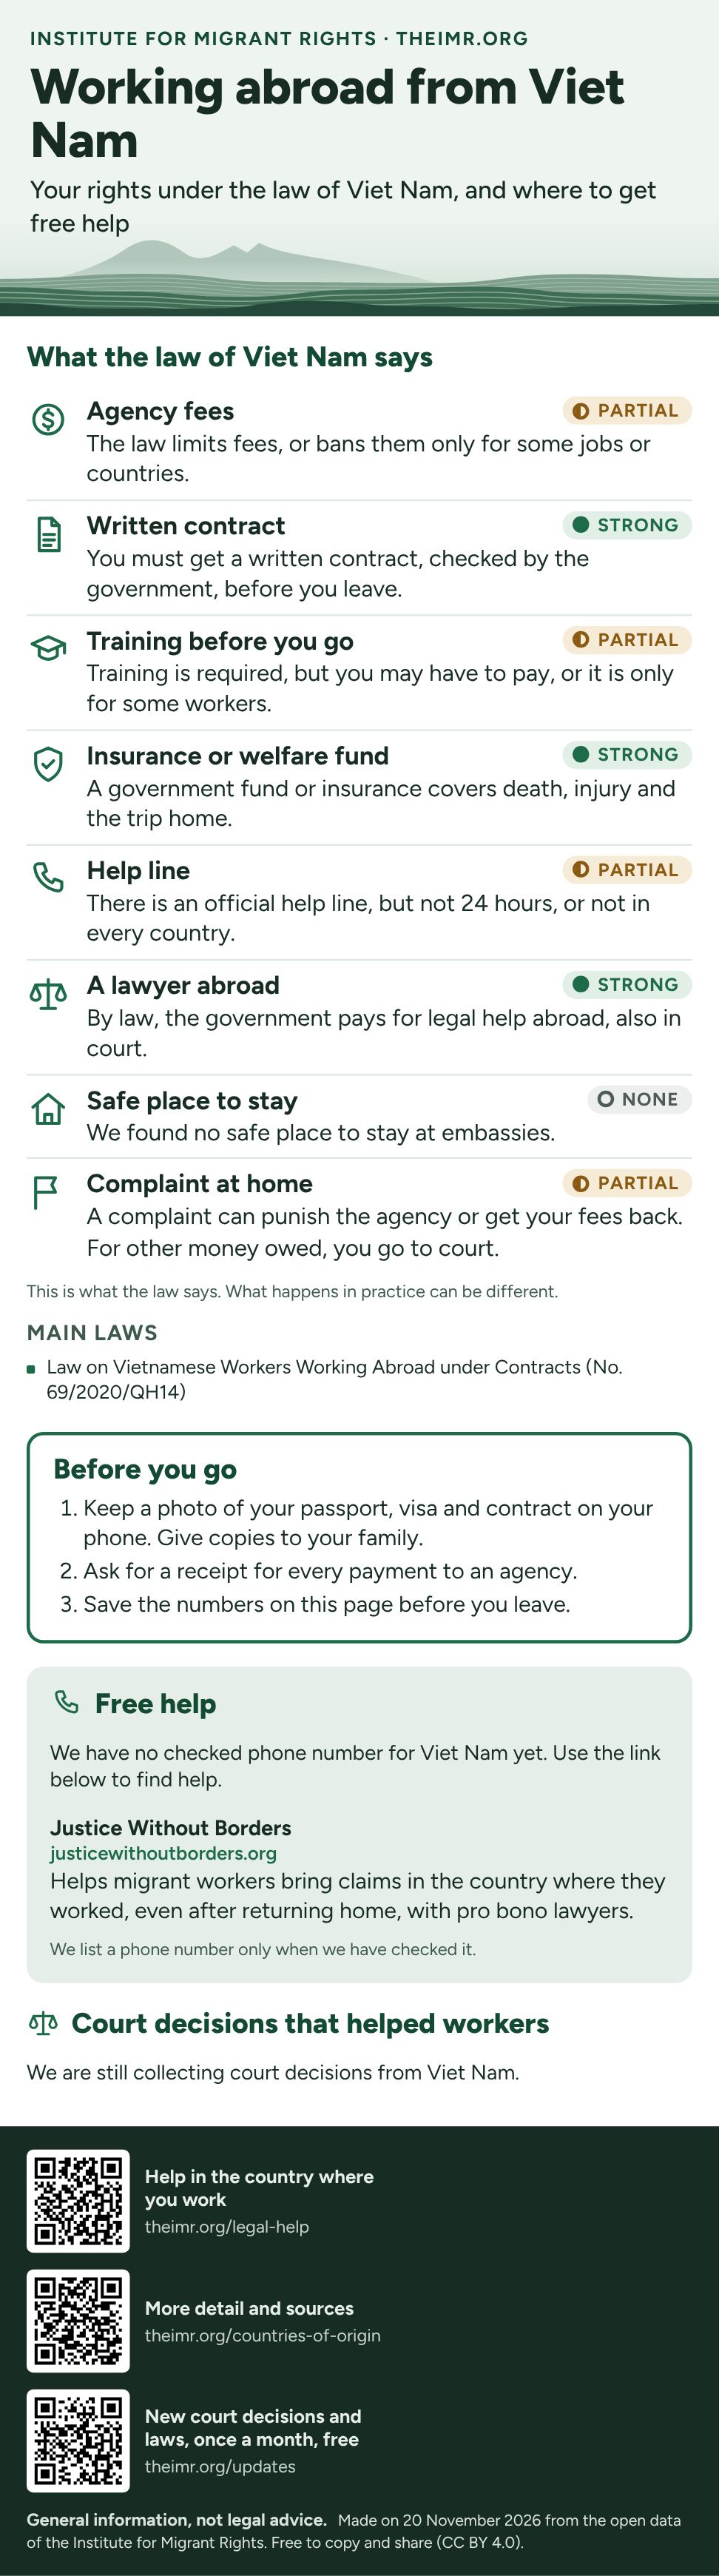 INSTITUTE FOR MIGRANT RIGHTS · THEIMR.ORG
Working abroad from Viet
Nam
Your rights under the law of Viet Nam, and where to get
free help
What the law of Viet Nam says
Agency fees
PARTIAL
The law limits fees, or bans them only for some jobs or
countries.
Written contract
STRONG
You must get a written contract, checked by the
government, before you leave.
Training before you go
PARTIAL
Training is required, but you may have to pay, or it is only
for some workers.
Insurance or welfare fund
STRONG
A government fund or insurance covers death, injury and
the trip home.
Help line
PARTIAL
There is an official help line, but not 24 hours, or not in
every country.
A lawyer abroad
STRONG
By law, the government pays for legal help abroad, also in
court.
Safe place to stay
NONE
We found no safe place to stay at embassies.
Complaint at home
PARTIAL
A complaint can punish the agency or get your fees back.
For other money owed, you go to court.
This is what the law says. What happens in practice can be different.
MAIN LAWS
Law on Vietnamese Workers Working Abroad under Contracts (No.
69/2020/QH14)
Before you go
1. Keep a photo of your passport, visa and contract on your
phone. Give copies to your family.
2. Ask for a receipt for every payment to an agency.
3. Save the numbers on this page before you leave.
Free help
We have no checked phone number for Viet Nam yet. Use the link
below to find help.
Justice Without Borders
justicewithoutborders.org
Helps migrant workers bring claims in the country where they
worked, even after returning home, with pro bono lawyers.
We list a phone number only when we have checked it.
Court decisions that helped workers
We are still collecting court decisions from Viet Nam.
Help in the country where
you work
theimr.org/legal-help
More detail and sources
theimr.org/countries-of-origin
New court decisions and
laws, once a month, free
theimr.org/updates
General information, not legal advice. Made on 20 November 2026 from the open data
of the Institute for Migrant Rights. Free to copy and share (CC BY 4.0).